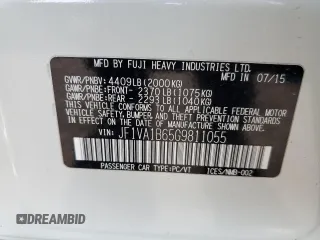 MFD BY FUJI HEAVY INDUSTRIES LTD.
07/15
GVWR/PNBV: 4409LB(2000KG)
GAWR/PNBE:FRONT- 2370LB(1075KG)
GAWR/PNBE:REAR - 2293LB(1040KG)
THIS VEHICLE CONFORMS TO ALL APPLICABLE FEDERAL MOTOR VEHICLE SAFETY, BUMPER, AND THEFT PREVENTION STANDARDS IN EFFECT ON THE DATE OF MANUFACTURE SHOWN ABOVE.
VIN: JF1VA1B65G9811055
PASSENGER CAR TYPE:PC/VT
ICES/NMB-002
DREAMBID